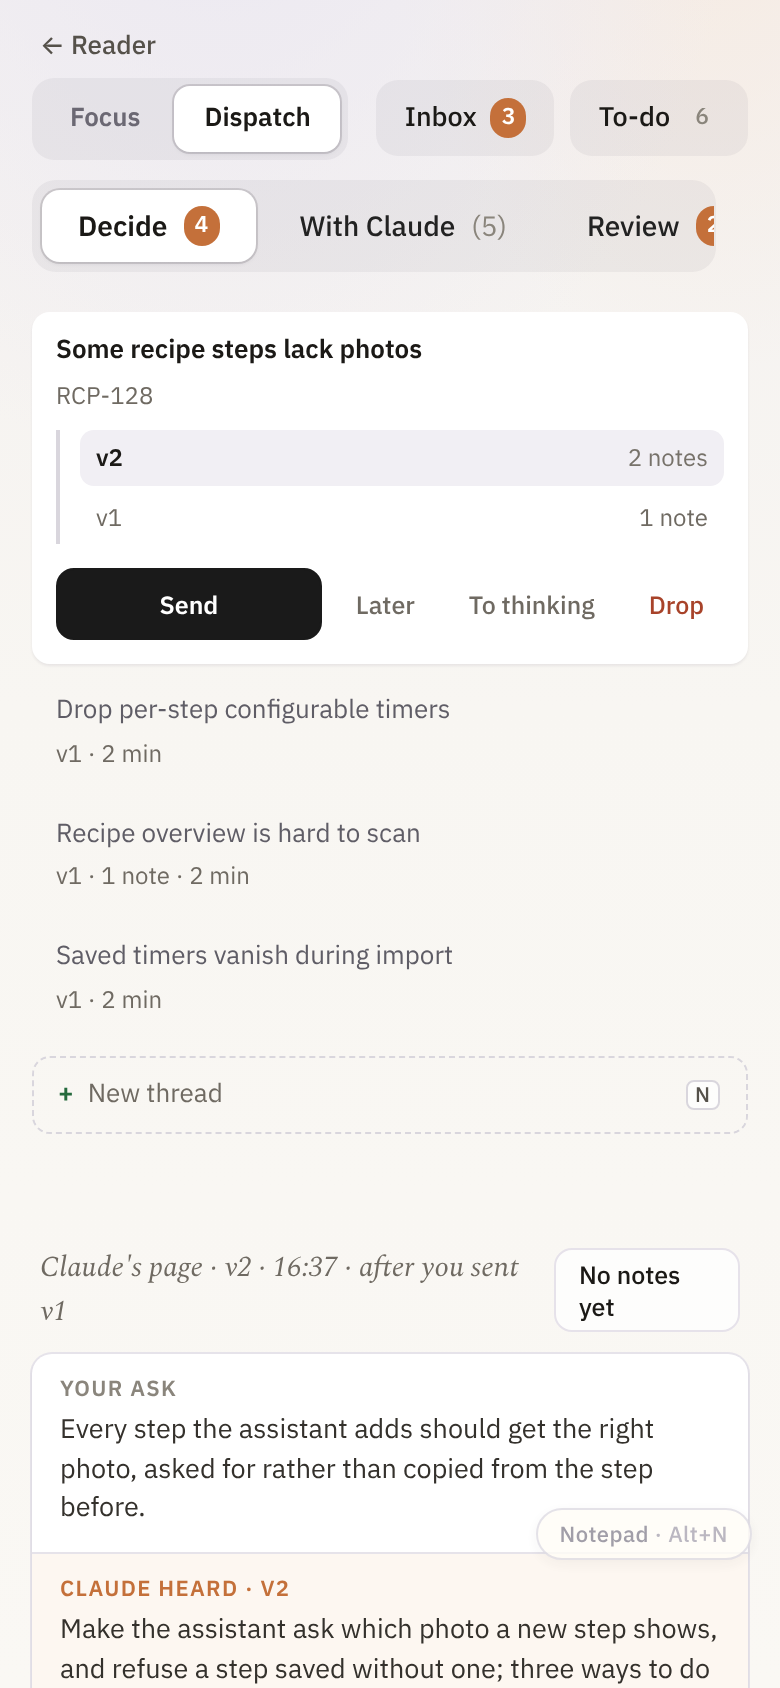 ← Reader
Focus Dispatch Inbox 3 To-do 6
Decide 4 With Claude (5) Review
Some recipe steps lack photos
RCP-128
v2 2 notes
v1 1 note
Send Later To thinking Drop
Drop per-step configurable timers
v1 · 2 min
Recipe overview is hard to scan
v1 · 1 note · 2 min
Saved timers vanish during import
v1 · 2 min
+ New thread N
Claude's page · v2 · 16:37 · after you sent
v1
No notes
yet
YOUR ASK
Every step the assistant adds should get the right
photo, asked for rather than copied from the step
before.
Notepad · Alt+N
CLAUDE HEARD · V2
Make the assistant ask which photo a new step shows,
and refuse a step saved without one; three ways to do